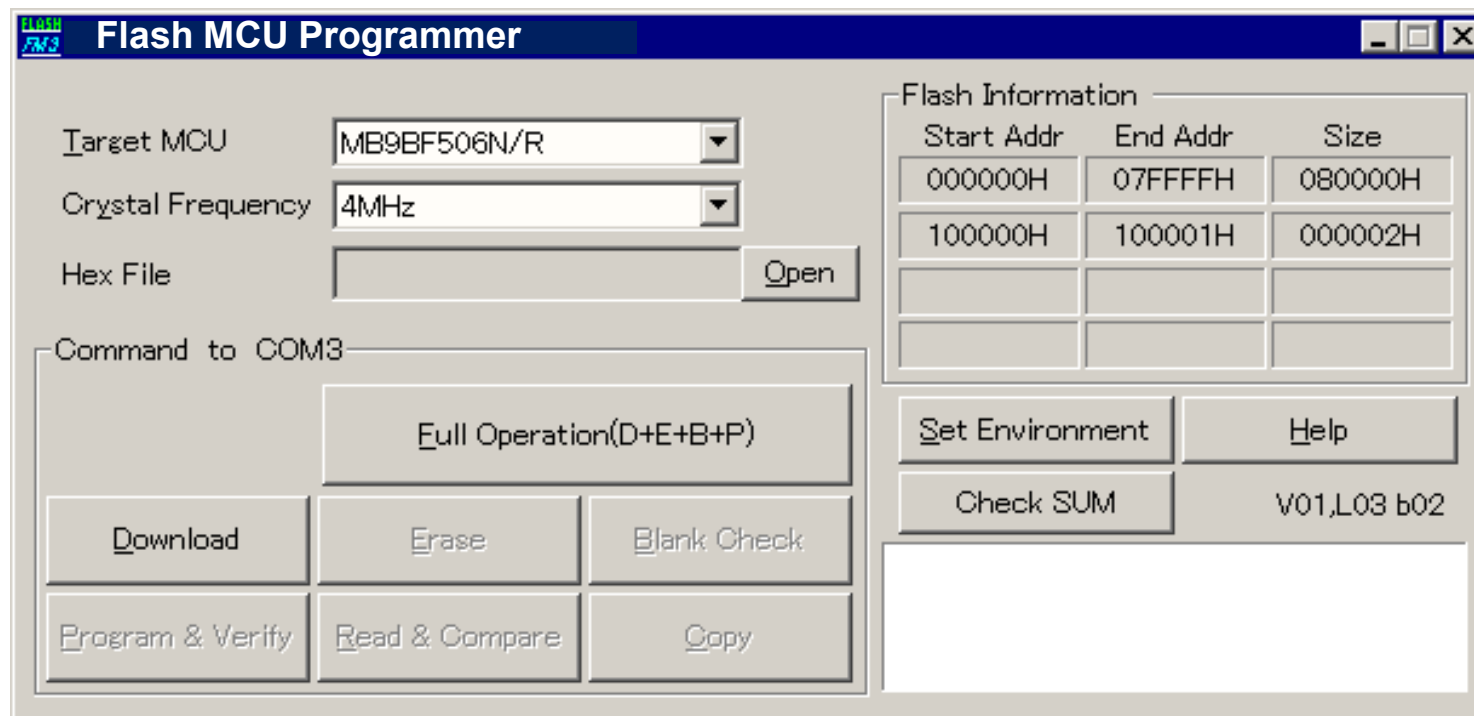 FLASH
FM3
Flash MCU Programmer
Target MCU
MB9BF506N/R
Crystal Frequency
4MHz
Hex File
Open
Command to COM3
Full Operation(D+E+B+P)
Download
Erase
Blank Check
Program & Verify
Read & Compare
Copy
Flash Information
Start Addr End Addr Size
000000H 07FFFFH 080000H
100000H 100001H 000002H
Set Environment
Help
Check SUM
V01,L03 b02